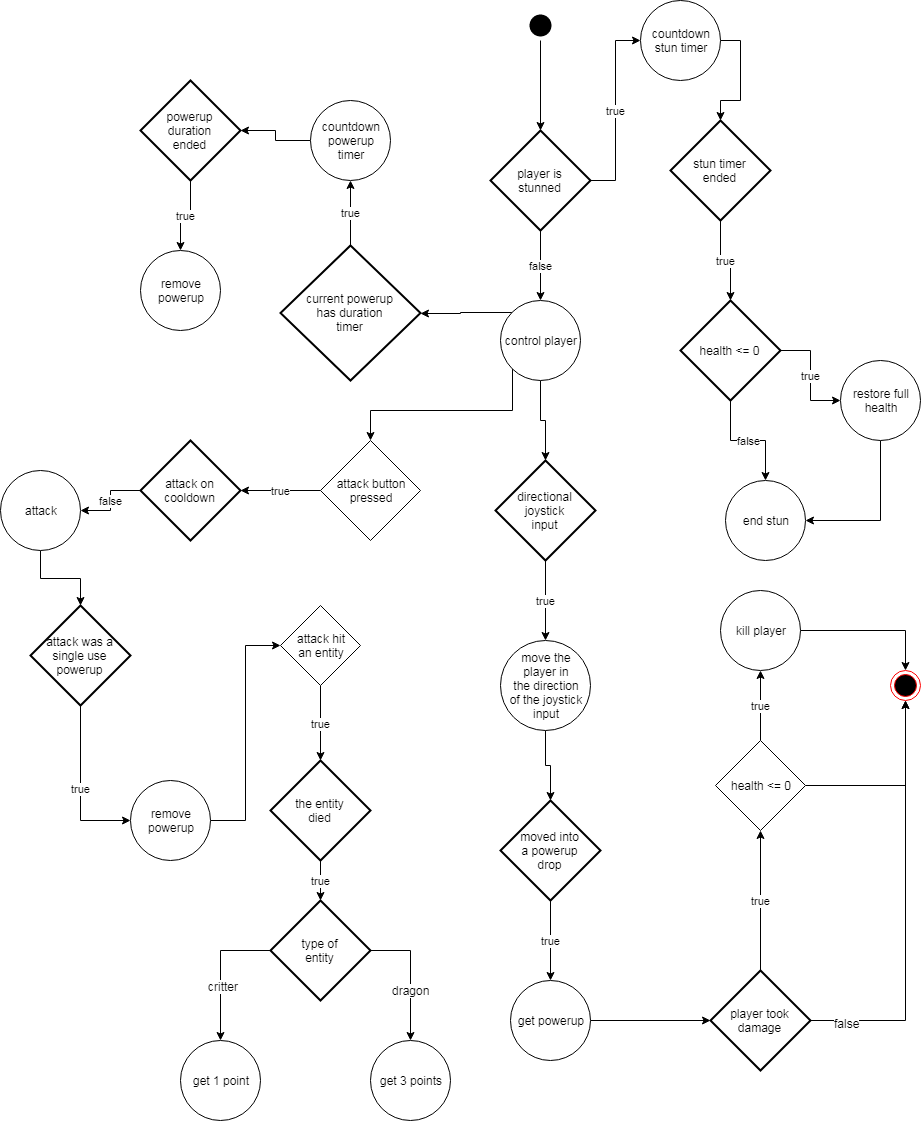 countdown
stun timer
true
powerup
duration
ended
countdown
powerup
timer
player is
stunned
stun timer
ended
true
true
false
true
remove
powerup
current powerup
has duration
timer
control player
health <= 0
true
restore full
health
false
attack on
cooldown
attack button
pressed
true
false
attack
directional
joystick
input
end stun
true
attack was a
single use
powerup
attack hit
an entity
move the
player in
the direction
of the joystick
input
kill player
true
true
true
remove
powerup
the entity
died
moved into
a powerup
drop
health <= 0
true
true
true
type of
entity
critter
dragon
get powerup
player took
damage
false
get 1 point
get 3 points